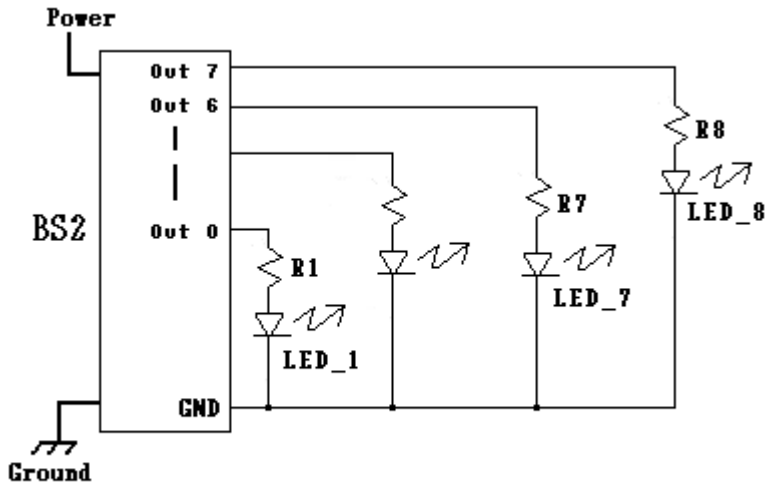 Power
Out 7
Out 6
R8
LED_8
R7
LED_7
BS2
Out 0
R1
LED_1
GND
Ground